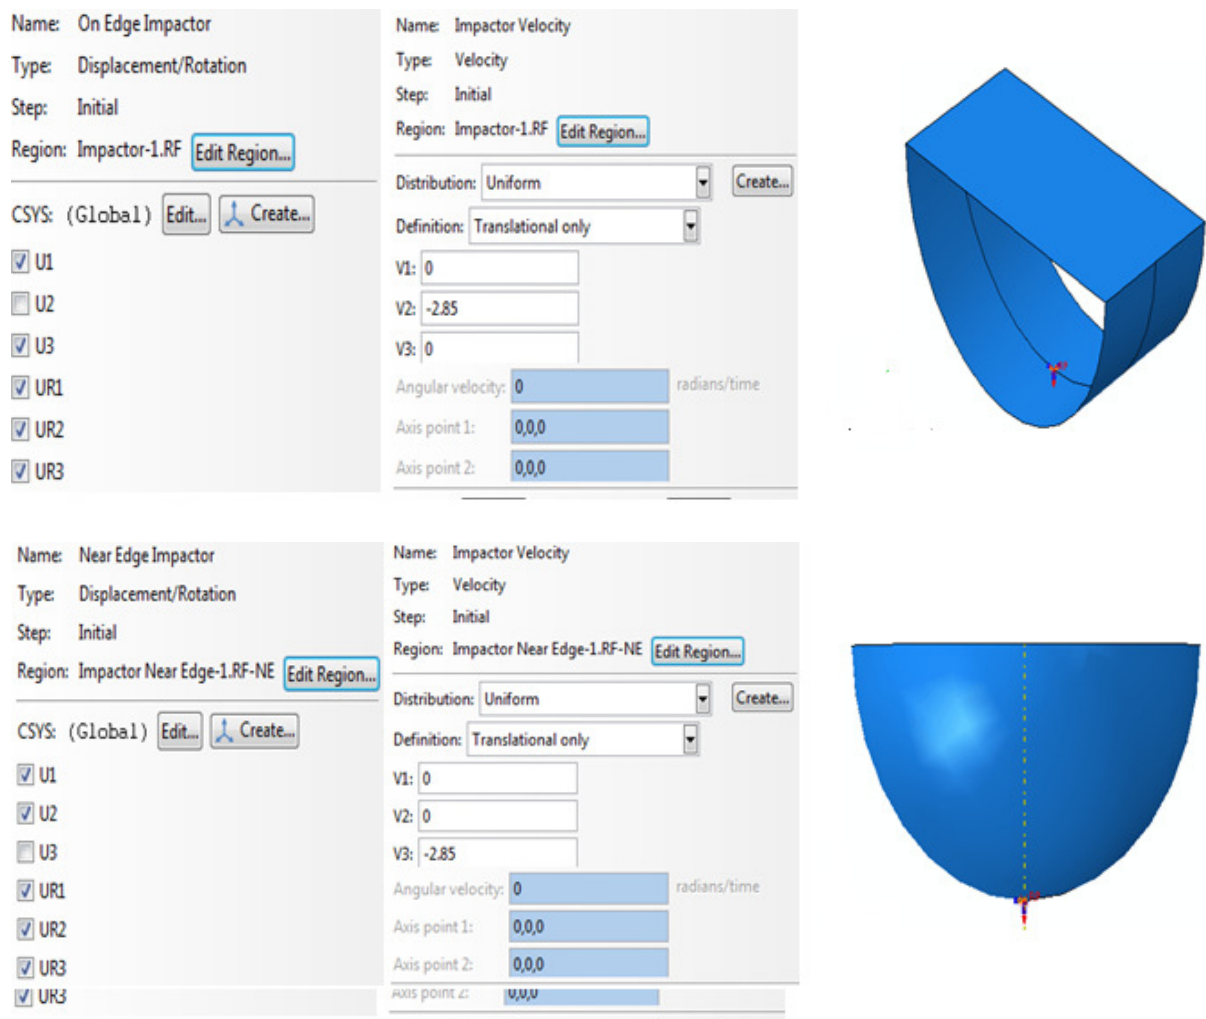 Name: On Edge Impactor
Type: Displacement/Rotation
Step: Initial
Region: Impactor-1.RF Edit Region...
CSYS: (Global) Edit... Create...
U1
U2
U3
UR1
UR2
UR3
Name: Impactor Velocity
Type: Velocity
Step: Initial
Region: Impactor-1.RF Edit Region...
Distribution: Uniform Create...
Definition: Translational only
V1: 0
V2: -2.85
V3: 0
Angular velocity: 0 radians/time
Axis point 1: 0,0,0
Axis point 2: 0,0,0
Name: Near Edge Impactor
Type: Displacement/Rotation
Step: Initial
Region: Impactor Near Edge-1.RF-NE Edit Region...
CSYS: (Global) Edit... Create...
U1
U2
U3
UR1
UR2
UR3
UR3
Name: Impactor Velocity
Type: Velocity
Step: Initial
Region: Impactor Near Edge-1.RF-NE Edit Region...
Distribution: Uniform Create...
Definition: Translational only
V1: 0
V2: 0
V3: -2.85
Angular velocity: 0 radians/time
Axis point 1: 0,0,0
Axis point 2: 0,0,0
Axis point 2: 0,0,0